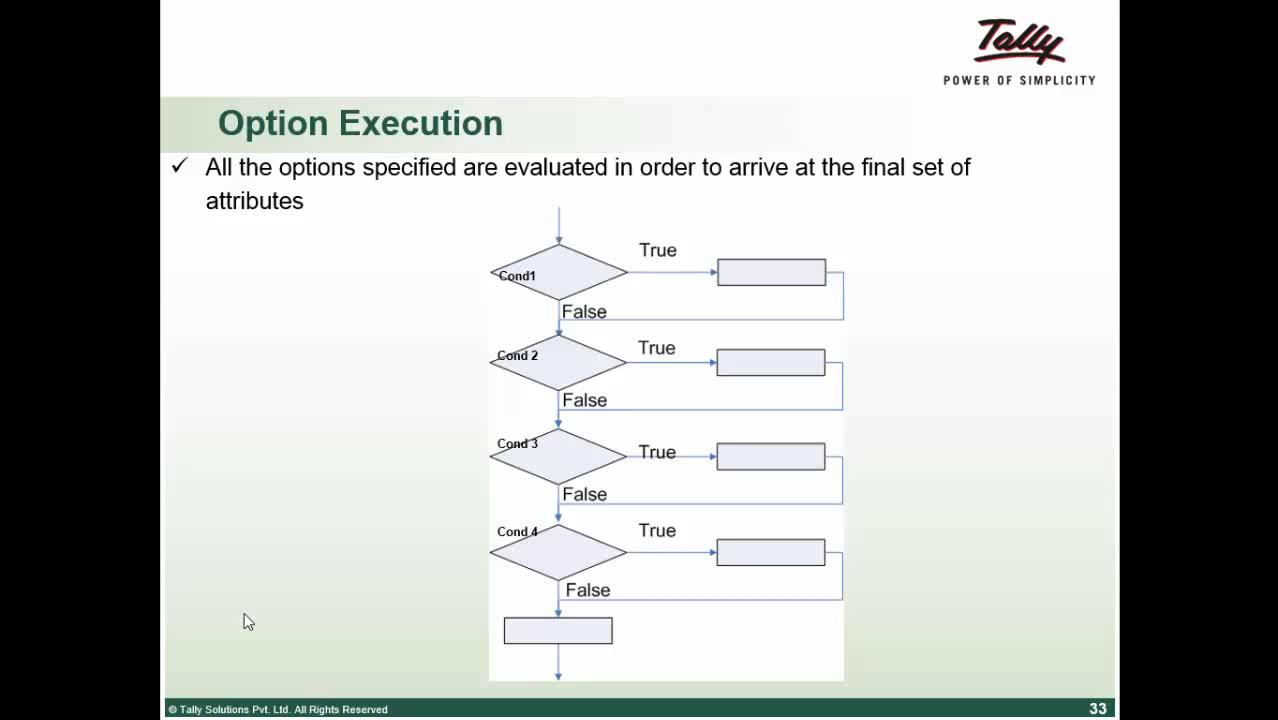 Tally
POWER OF SIMPLICITY
Option Execution
✓ All the options specified are evaluated in order to arrive at the final set of
attributes
True
Cond1
False
True
Cond 2
False
Cond 3
True
False
True
Cond 4
False
© Tally Solutions Pvt. Ltd. All Rights Reserved
33